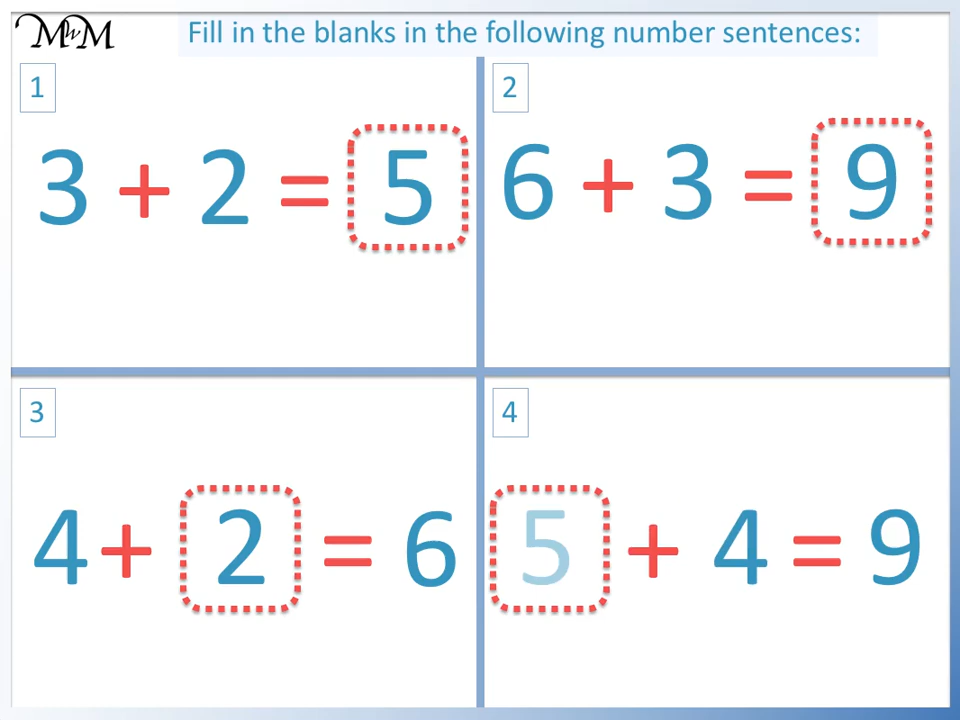 MwM
Fill in the blanks in the following number sentences:
1
3 + 2 = 5
2
6 + 3 = 9
3
4 + 2 = 6
4
5 + 4 = 9